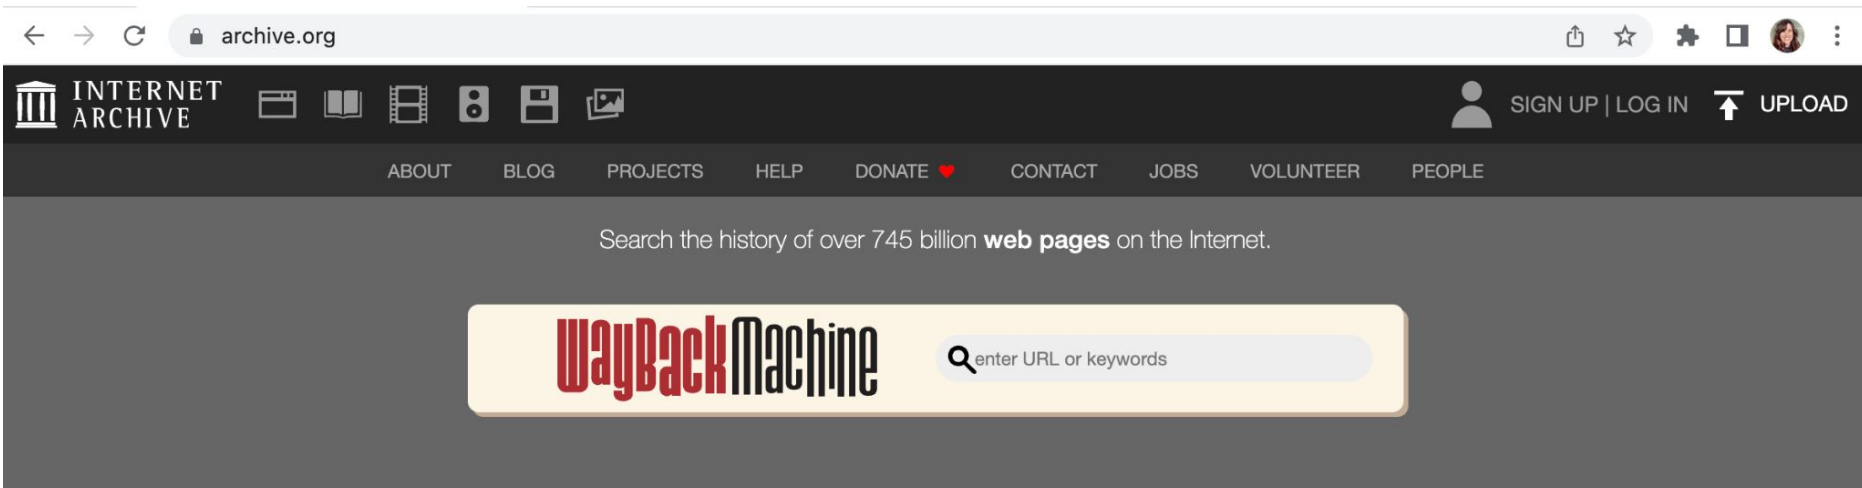 archive.org
INTERNET
ARCHIVE
SIGN UP | LOG IN
UPLOAD
ABOUT BLOG PROJECTS HELP DONATE CONTACT JOBS VOLUNTEER PEOPLE
Search the history of over 745 billion web pages on the Internet.
WayBackMachine
enter URL or keywords